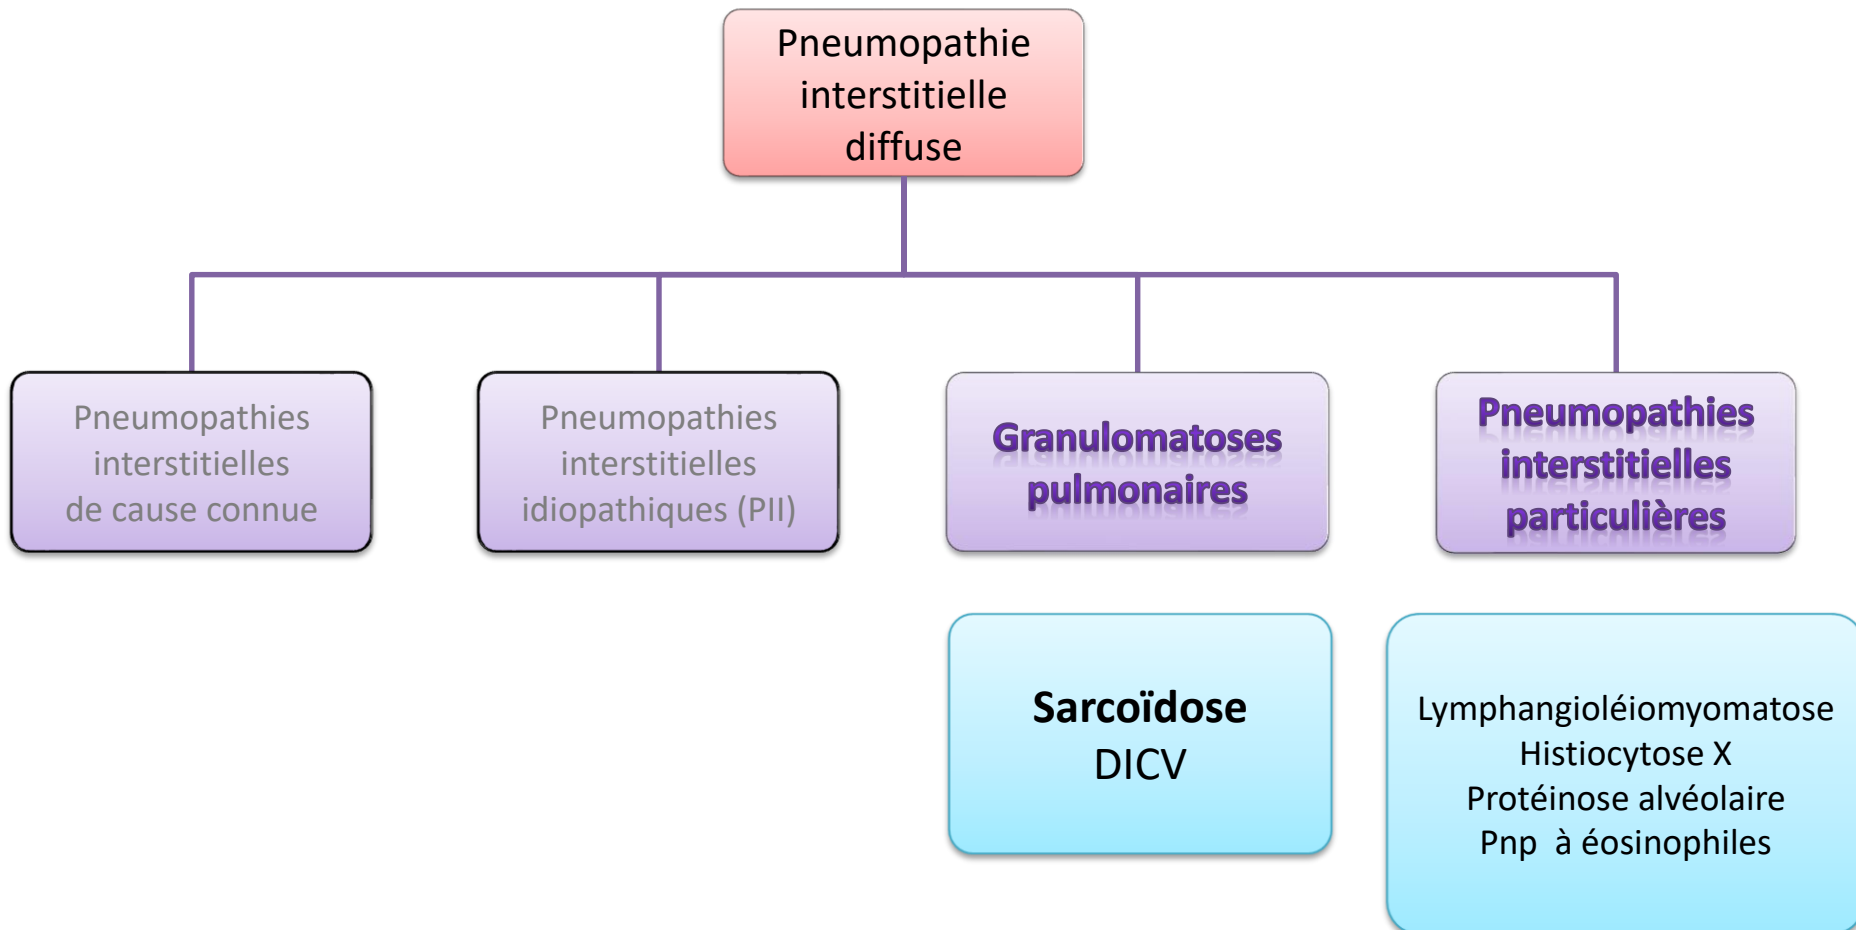 Pneumopathie
interstitielle
diffuse
Pneumopathies
interstitielles
de cause connue
Pneumopathies
interstitielles
idiopathiques (PII)
Granulomatoses
pulmonaires
Pneumopathies
interstitielles
particulières
Sarcoïdose
DICV
Lymphangioléiomyomatose
Histiocytose X
Protéinose alvéolaire
Pnp  à éosinophiles